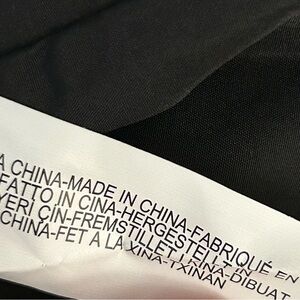 A CHINA-MADE IN CHINA-FABRIQUÉ EN
FATTO IN CINA-HERGESTELLT IN
YERİ ÇİN-FREMSTILLET I KINA-DIBUAT
CHINA-FET A LA XINA-TXINAN